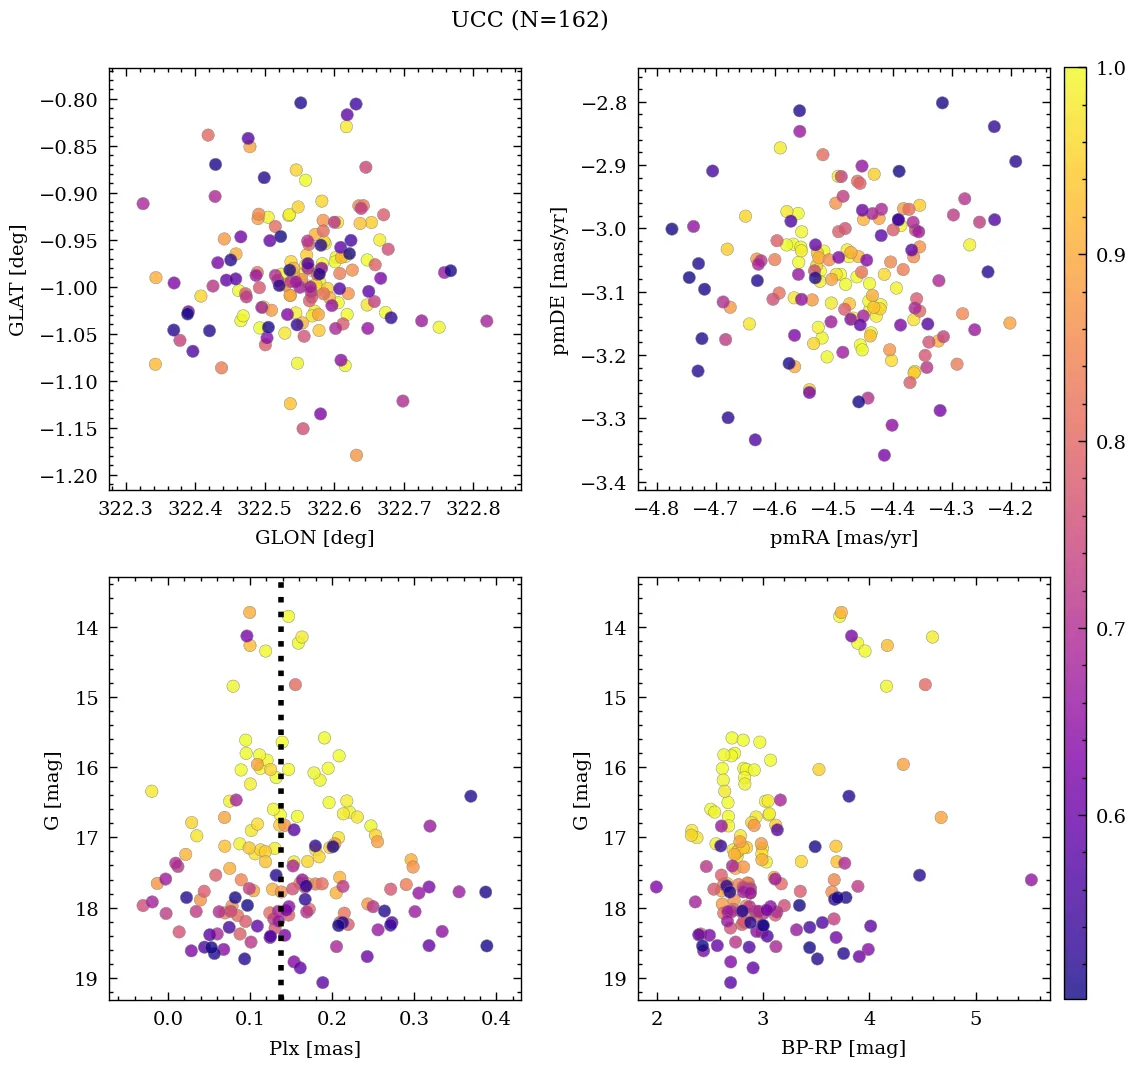 UCC (N=162)
−0.80
−0.85
−0.90
−0.95
−1.00
−1.05
−1.10
−1.15
−1.20
GLAT [deg]
322.3 322.4 322.5 322.6 322.7 322.8
GLON [deg]
−2.8
−2.9
−3.0
−3.1
−3.2
−3.3
−3.4
pmDE [mas/yr]
−4.8 −4.7 −4.6 −4.5 −4.4 −4.3 −4.2
pmRA [mas/yr]
1.0
0.9
0.8
0.7
0.6
14
15
16
17
18
19
G [mag]
0.0 0.1 0.2 0.3 0.4
Plx [mas]
14
15
16
17
18
19
G [mag]
2 3 4 5
BP-RP [mag]